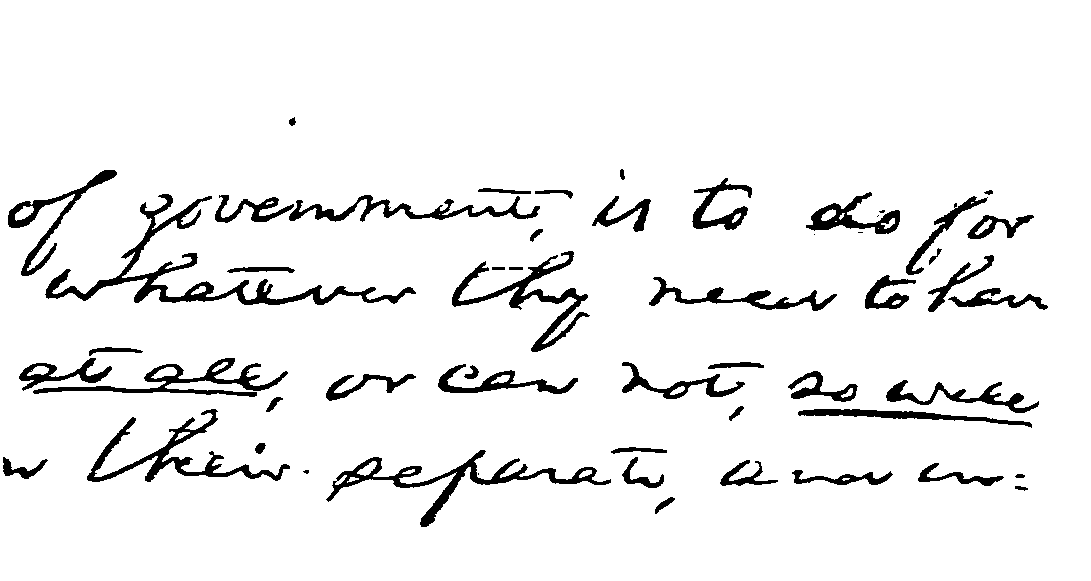 of government, is to do for
whatever they need to have
at all, or can not, so well
their separate, and in=